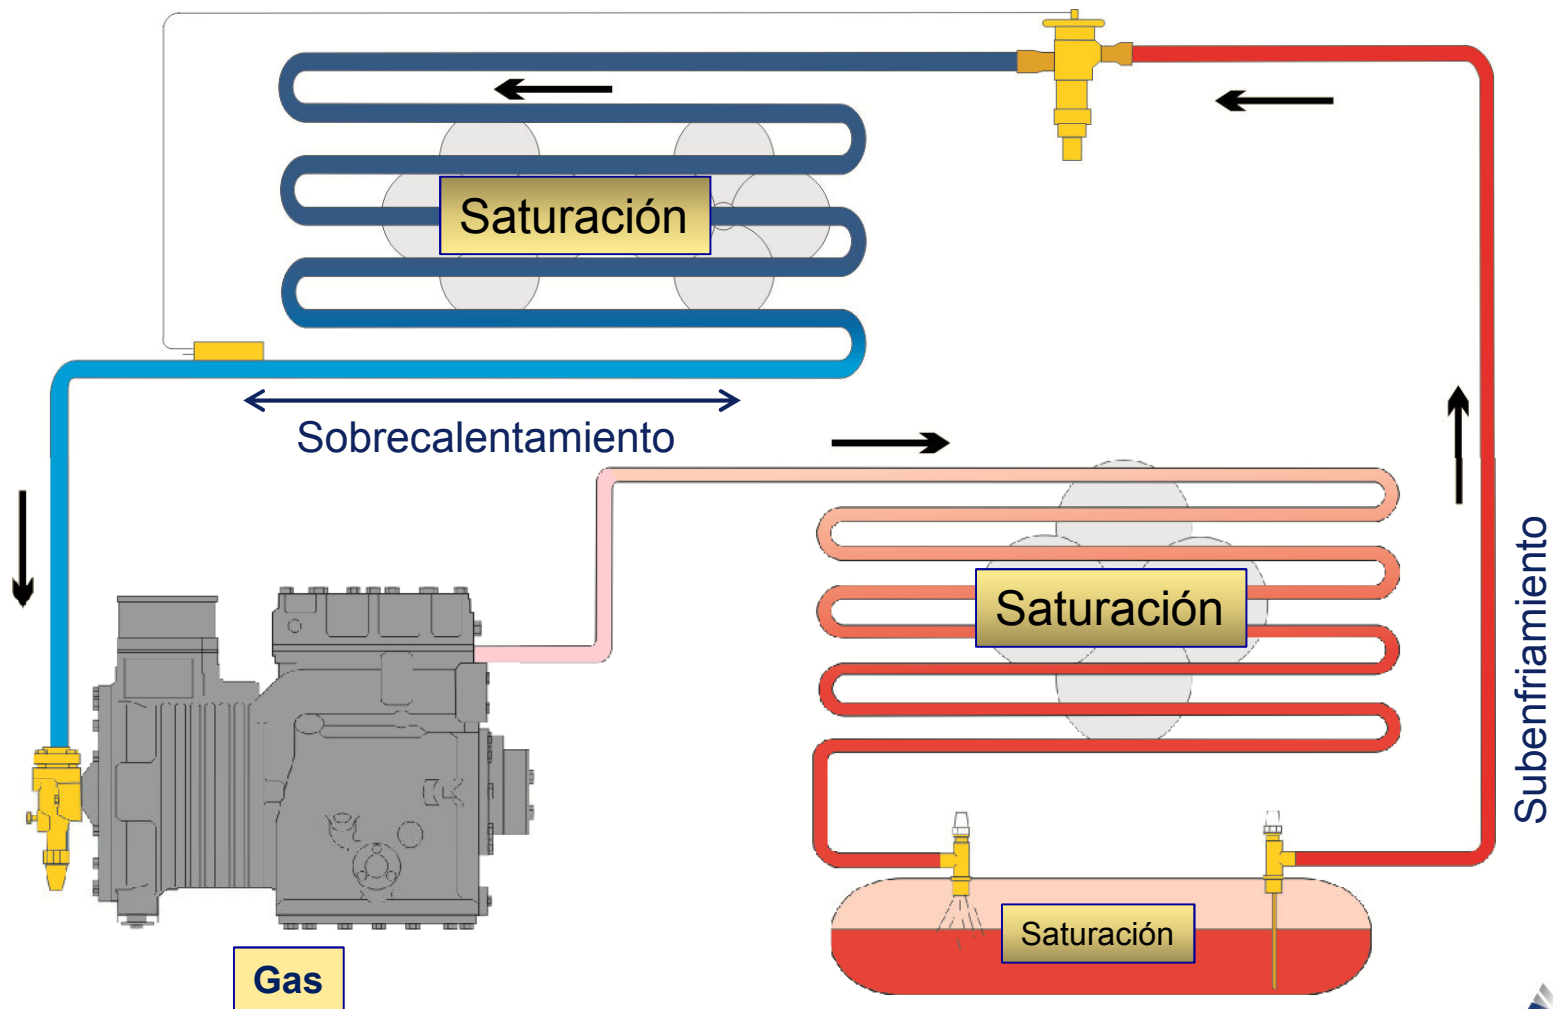 Saturación
Sobrecalentamiento
Saturación
Subenfriamiento
Saturación
Gas